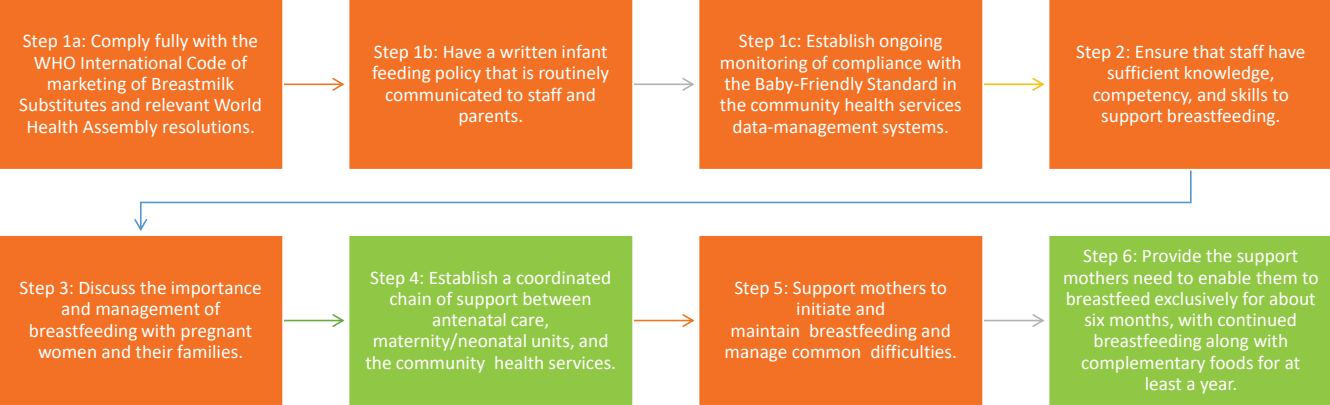 Step 1a: Comply fully with the
WHO International Code of
marketing of Breastmilk
Substitutes and relevant World
Health Assembly resolutions.
Step 1b: Have a written infant
feeding policy that is routinely
communicated to staff and
parents.
Step 1c: Establish ongoing
monitoring of compliance with
the Baby-Friendly Standard in
the community health services
data-management systems.
Step 2: Ensure that staff have
sufficient knowledge,
competency, and skills to
support breastfeeding.
Step 3: Discuss the importance
and management of
breastfeeding with pregnant
women and their families.
Step 4: Establish a coordinated
chain of support between
antenatal care,
maternity/neonatal units, and
the community health services.
Step 5: Support mothers to
initiate and
maintain breastfeeding and
manage common difficulties.
Step 6: Provide the support
mothers need to enable them to
breastfeed exclusively for about
six months, with continued
breastfeeding along with
complementary foods for at
least a year.